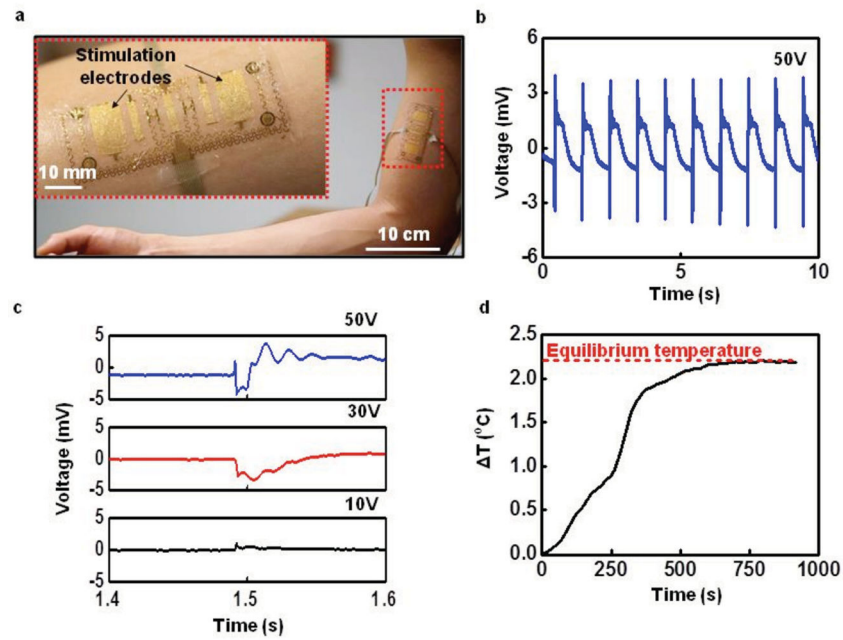 a
Stimulation
electrodes
10 mm
10 cm
b
50V
6
3
0
-3
-6
Voltage (mV)
0
5
10
Time (s)
c
50V
5
0
-5
30V
5
0
-5
10V
5
0
-5
Voltage (mV)
1.4
1.5
1.6
Time (s)
d
2.5
2.0
1.5
1.0
0.5
0.0
Equilibrium temperature
ΔT (°C)
0
250
500
750
1000
Time (s)